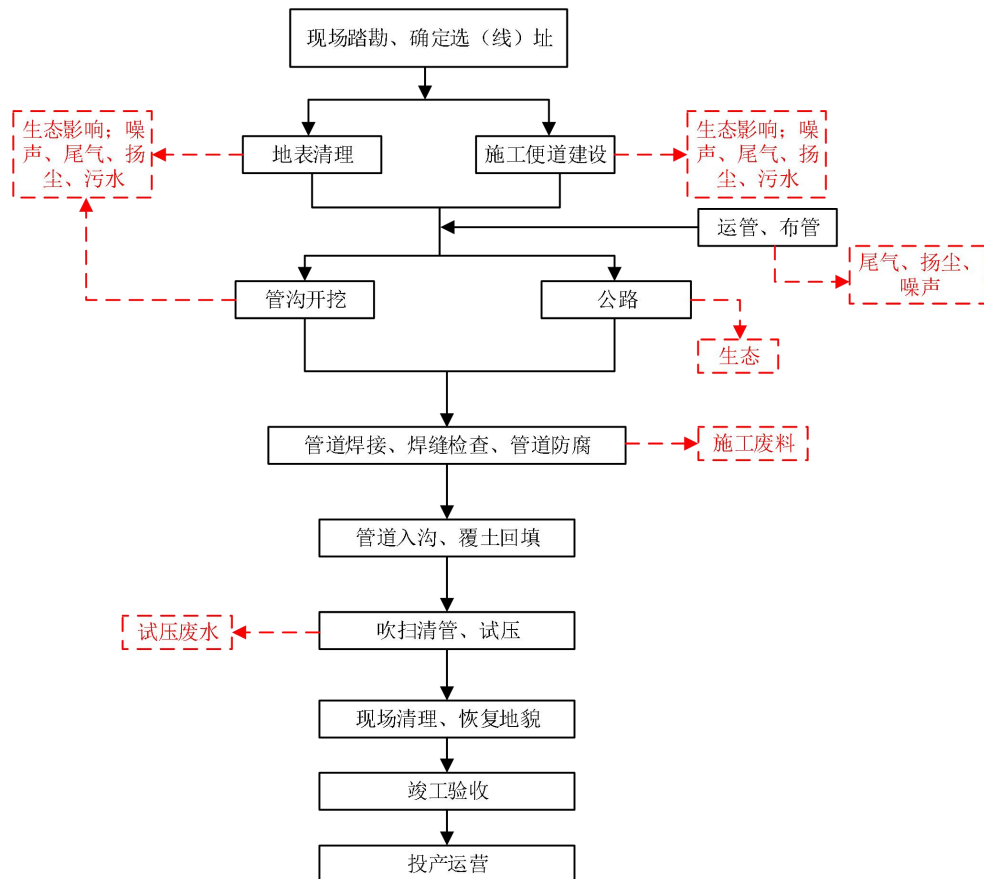 现场踏勘、确定选（线）址
生态影响；噪
声、尾气、扬
尘、污水
地表清理
施工便道建设
生态影响；噪
声、尾气、扬
尘、污水
运管、布管
尾气、扬尘、
噪声
管沟开挖
公路
生态
管道焊接、焊缝检查、管道防腐
施工废料
管道入沟、覆土回填
试压废水
吹扫清管、试压
现场清理、恢复地貌
竣工验收
投产运营